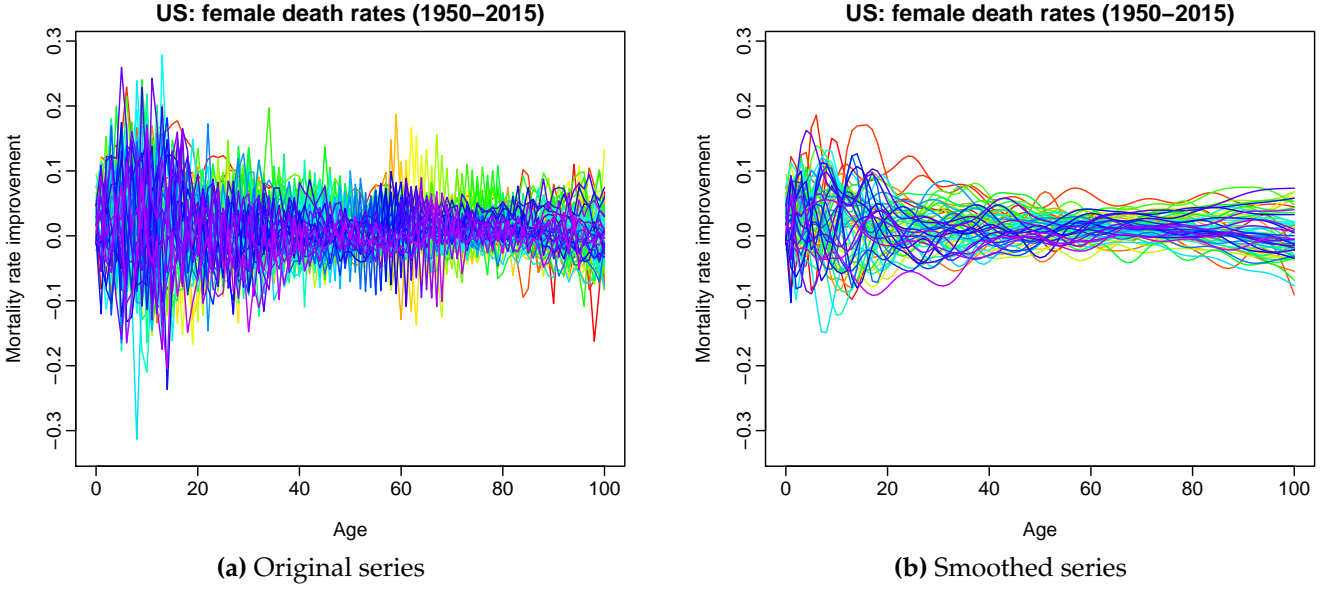 US: female death rates (1950−2015)
Mortality rate improvement
0.3
0.2
0.1
0.0
−0.1
−0.2
−0.3
0 20 40 60 80 100
Age
(a) Original series
US: female death rates (1950−2015)
Mortality rate improvement
0.3
0.2
0.1
0.0
−0.1
−0.2
−0.3
0 20 40 60 80 100
Age
(b) Smoothed series